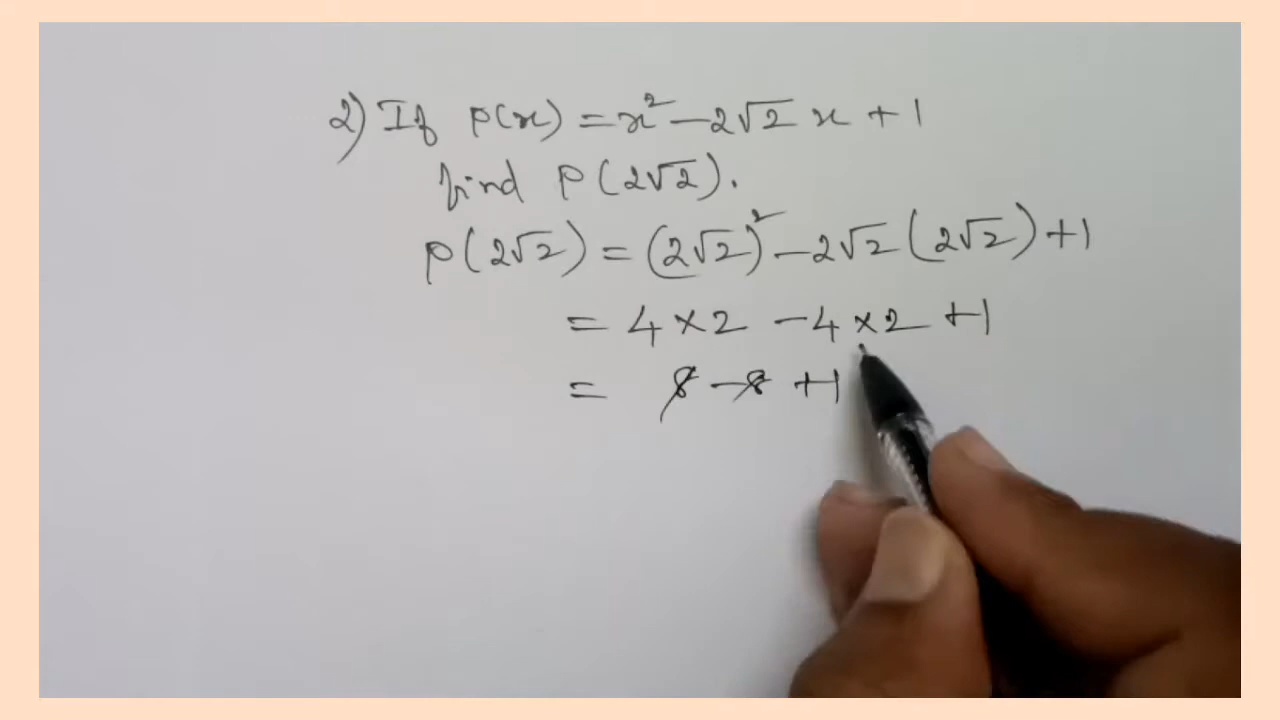 2) If p(x) = x² - 2√2 x + 1
find P(2√2).
p(2√2) = (2√2)² - 2√2 (2√2) + 1
= 4 × 2 - 4 × 2 + 1
= 8 - 8 + 1